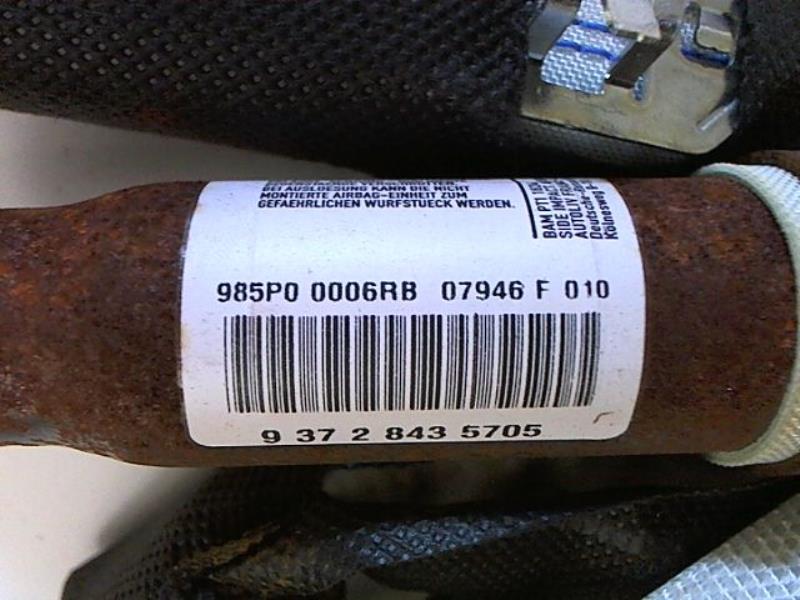 BEI AUSLOESUNG KANN DIE NICHT
MONTIERTE AIRBAG-EINHEIT ZUM
GEFAEHRLICHEN WURFSTUECK WERDEN.
BAM PT1
SIDE IMPACT
AUTOLIV
Deutsche
985P0 0006RB 07946 F 010
9 37 2 843 5705